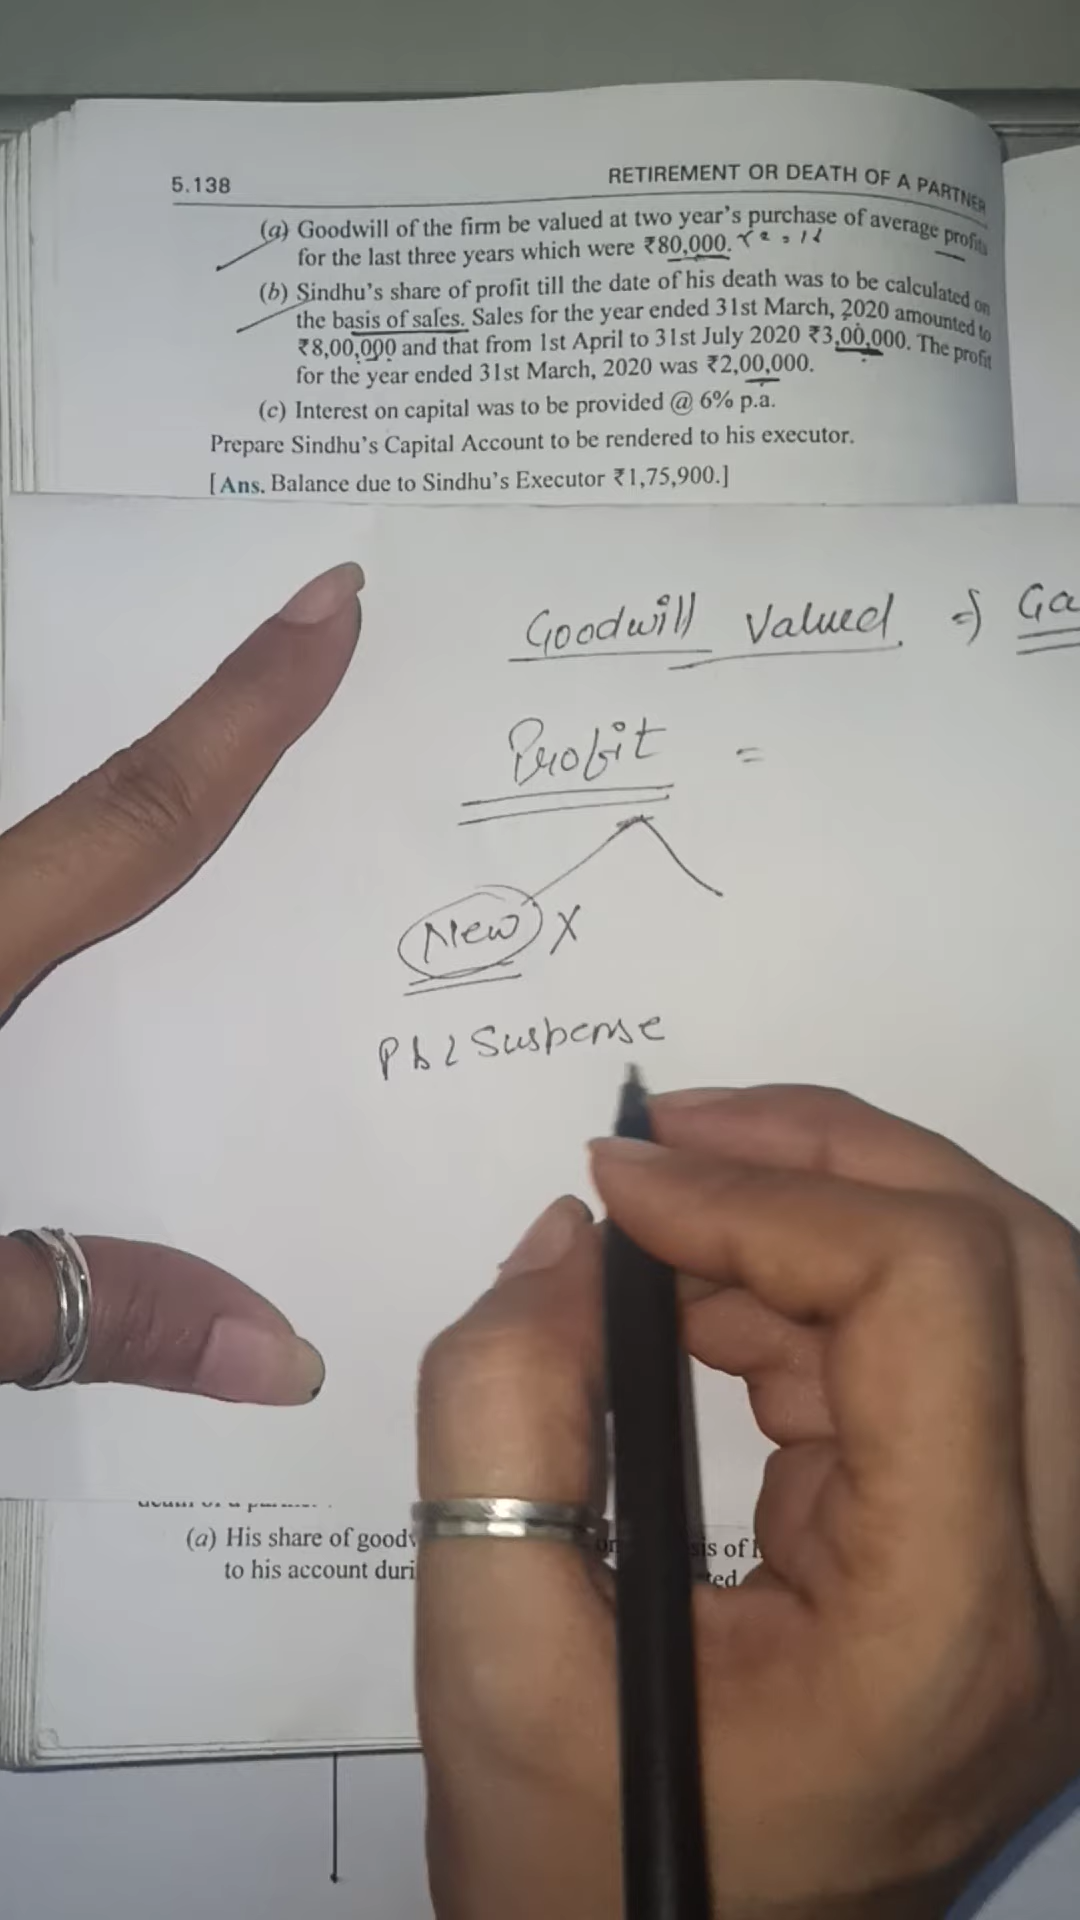 5.138
RETIREMENT OR DEATH OF A PARTNER
(a) Goodwill of the firm be valued at two year's purchase of average profits
for the last three years which were ₹80,000.
(b) Sindhu's share of profit till the date of his death was to be calculated on
the basis of sales. Sales for the year ended 31st March, 2020 amounted to
₹8,00,000 and that from 1st April to 31st July 2020 ₹3,00,000. The profit
for the year ended 31st March, 2020 was ₹2,00,000.
(c) Interest on capital was to be provided @ 6% p.a.
Prepare Sindhu's Capital Account to be rendered to his executor.
[Ans. Balance due to Sindhu's Executor ₹1,75,900.]
Goodwill Valued. ⇒ Ga
Profit =
New X
P&L Suspense
(a) His share of goodw
sis of
to his account duri
ted